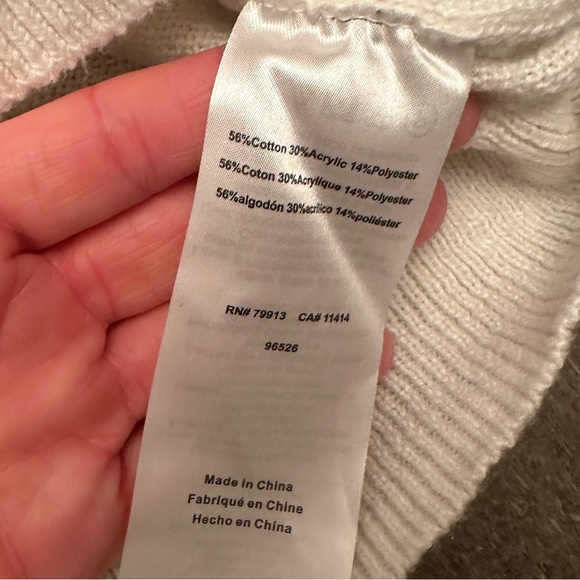 56%Cotton 30%Acrylic 14%Polyester
56%Coton 30%Acrylique 14%Polyester
56%algodón 30%acrílico 14%poliéster
RN# 79913 CA# 11414
96526
Made in China
Fabriqué en Chine
Hecho en China